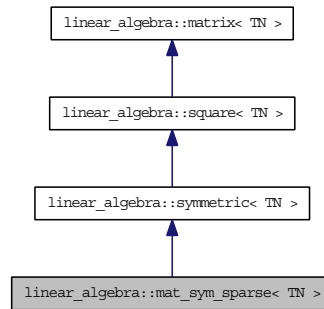 linear_algebra::matrix< TN >
linear_algebra::square< TN >
linear_algebra::symmetric< TN >
linear_algebra::mat_sym_sparse< TN >